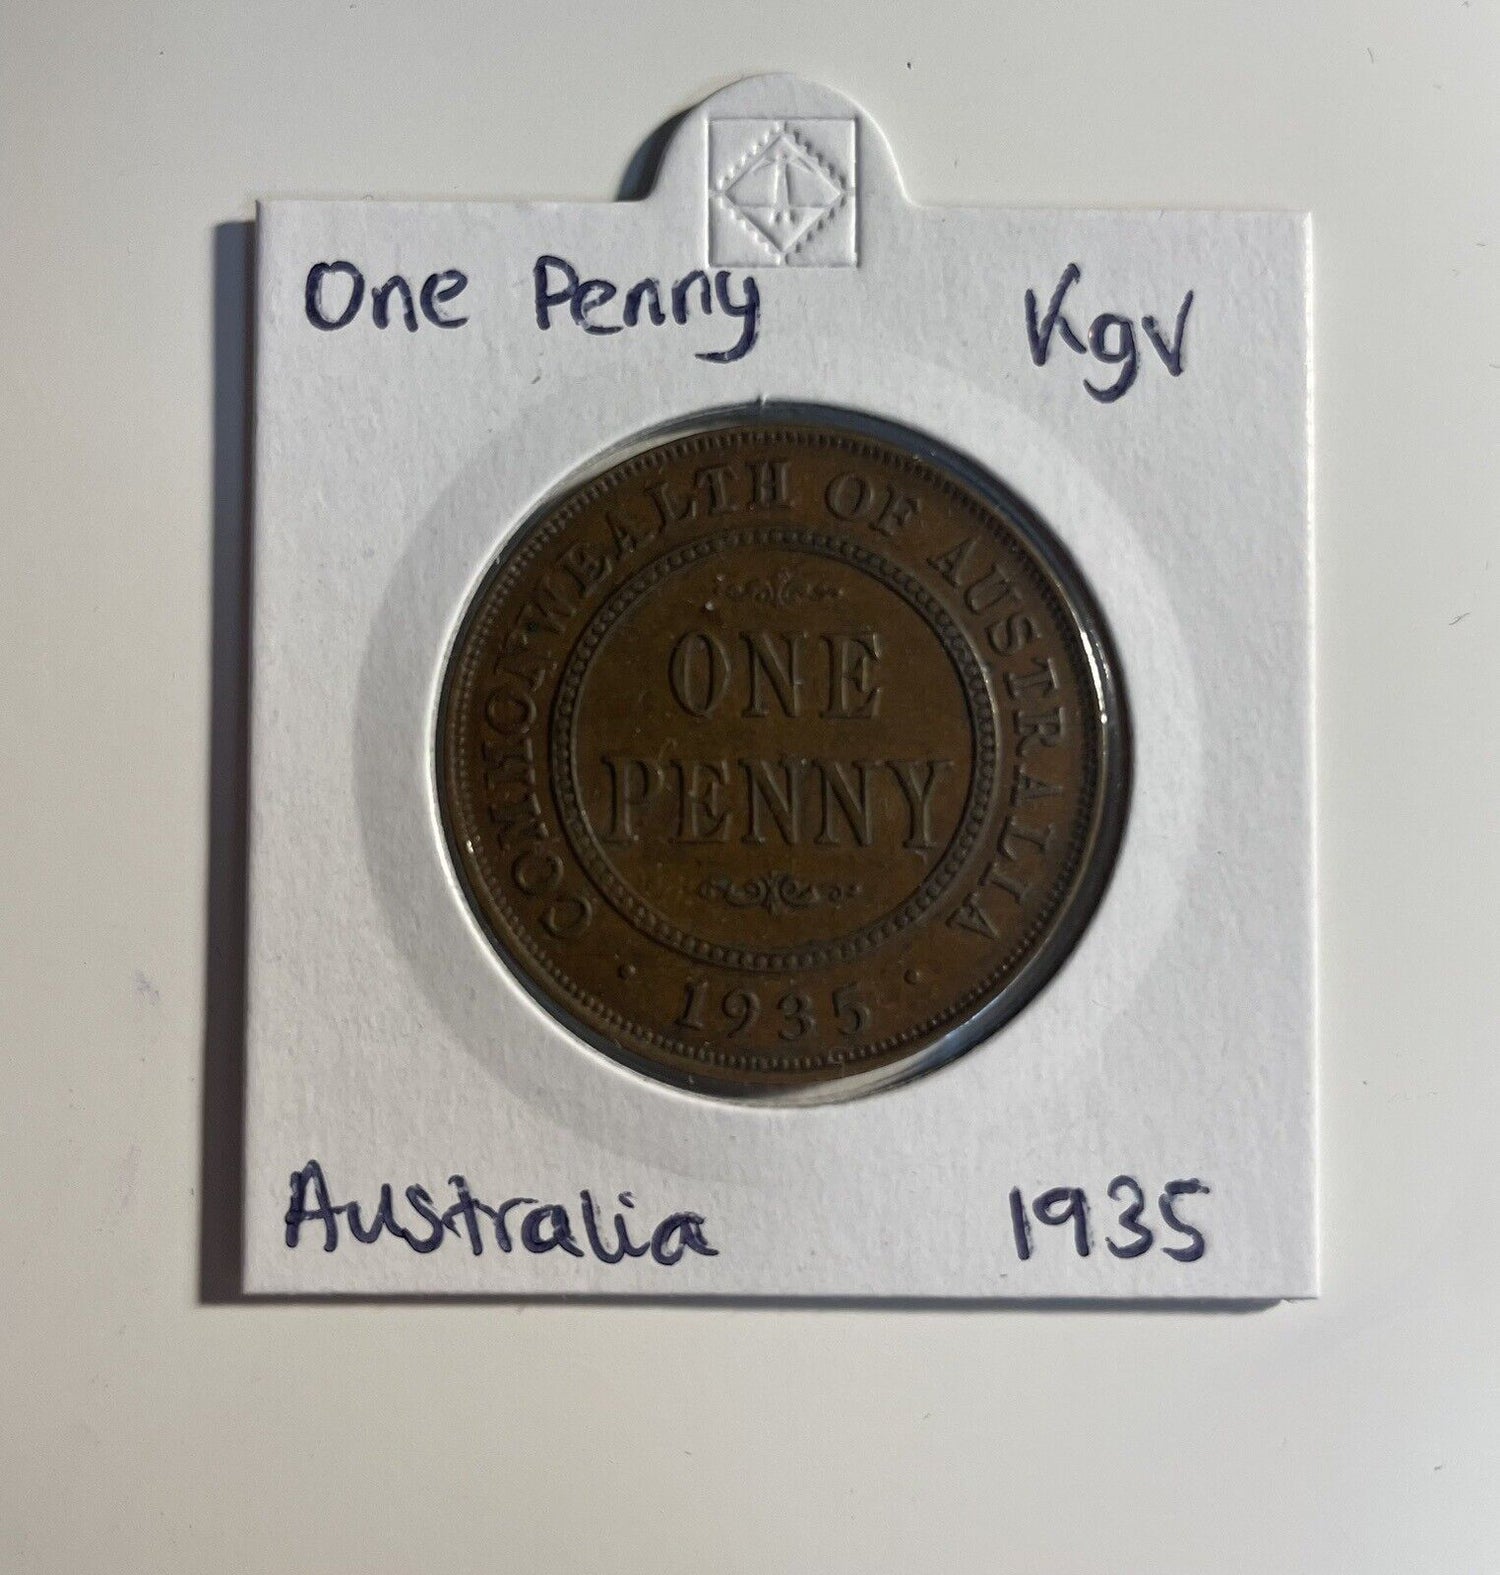 One Penny KgV
COMMONWEALTH OF AUSTRALIA
ONE
PENNY
· 1935 ·
Australia 1935